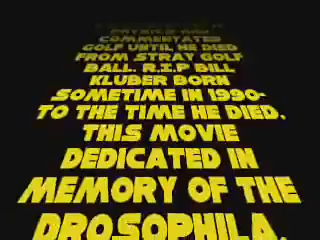 COMMENTATED
GOLF UNTIL HE DIED
FROM STRAY GOLF
BALL. R.I.P BILL
KLUBER BORN
SOMETIME IN 1990-
TO THE TIME HE DIED.
THIS MOVIE
DEDICATED IN
MEMORY OF THE
DROSOPHILA.